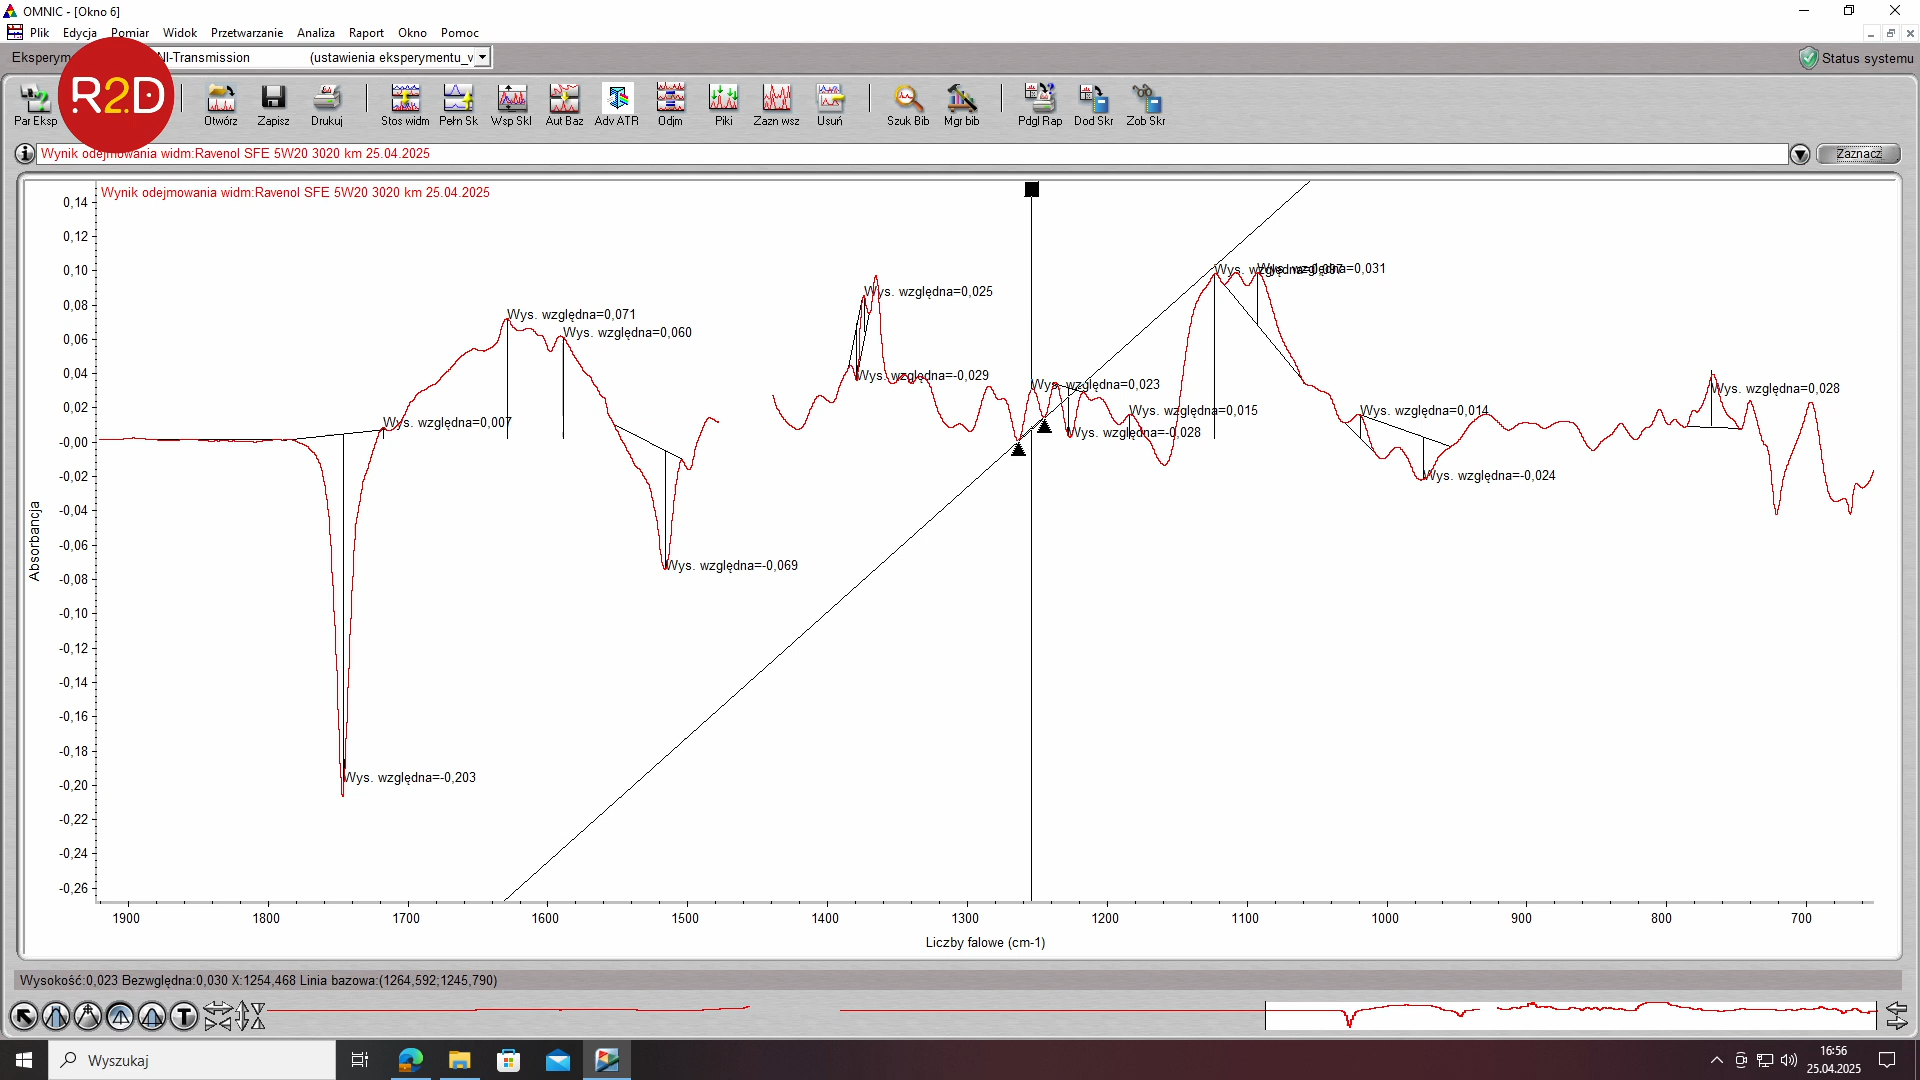 OMNIC - [Okno 6]
Plik Edycja Pomiar Widok Przetwarzanie Analiza Raport Okno Pomoc
Eksperym NI-Transmission (ustawienia eksperymentu_v
Status systemu
R2D
Par Eksp Otwórz Zapisz Drukuj Stos widm Pełn Sk Wsp Skl Aut Baz Adv ATR Odjm Piki Zazn wsz Usuń Szuk Bib Mgr bib Pdgl Rap Dod Skr Zob Skr
Wynik odejmowania widm:Ravenol SFE 5W20 3020 km 25.04.2025
Zaznacz
Wynik odejmowania widm:Ravenol SFE 5W20 3020 km 25.04.2025
0,14
0,12
0,10
0,08
0,06
0,04
0,02
-0,00
-0,02
-0,04
-0,06
-0,08
-0,10
-0,12
-0,14
-0,16
-0,18
-0,20
-0,22
-0,24
-0,26
Absorbancja
Wys. względna=0,007
Wys. względna=-0,203
Wys. względna=0,071
Wys. względna=0,060
Wys. względna=-0,069
Wys. względna=0,025
Wys. względna=-0,029
Wys. względna=0,023
Wys. względna=-0,028
Wys. względna=0,015
Wys. względna=0,097
Wys. względna=0,031
Wys. względna=0,014
Wys. względna=-0,024
Wys. względna=0,028
1900 1800 1700 1600 1500 1400 1300 1200 1100 1000 900 800 700
Liczby falowe (cm-1)
Wysokość:0,023 Bezwględna:0,030 X:1254,468 Linia bazowa:(1264,592;1245,790)
T
Wyszukaj
16:56
25.04.2025